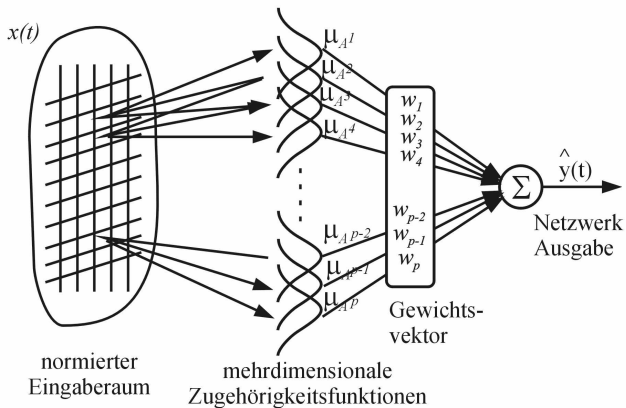 x(t)
μA1
μA2
μA3
μA4
μAp-2
μAp-1
μAp
w1
w2
w3
w4
wp-2
wp-1
wp
Σ
ŷ(t)
Netzwerk
Ausgabe
Gewichts-
vektor
normierter
Eingaberaum
mehrdimensionale
Zugehörigkeitsfunktionen